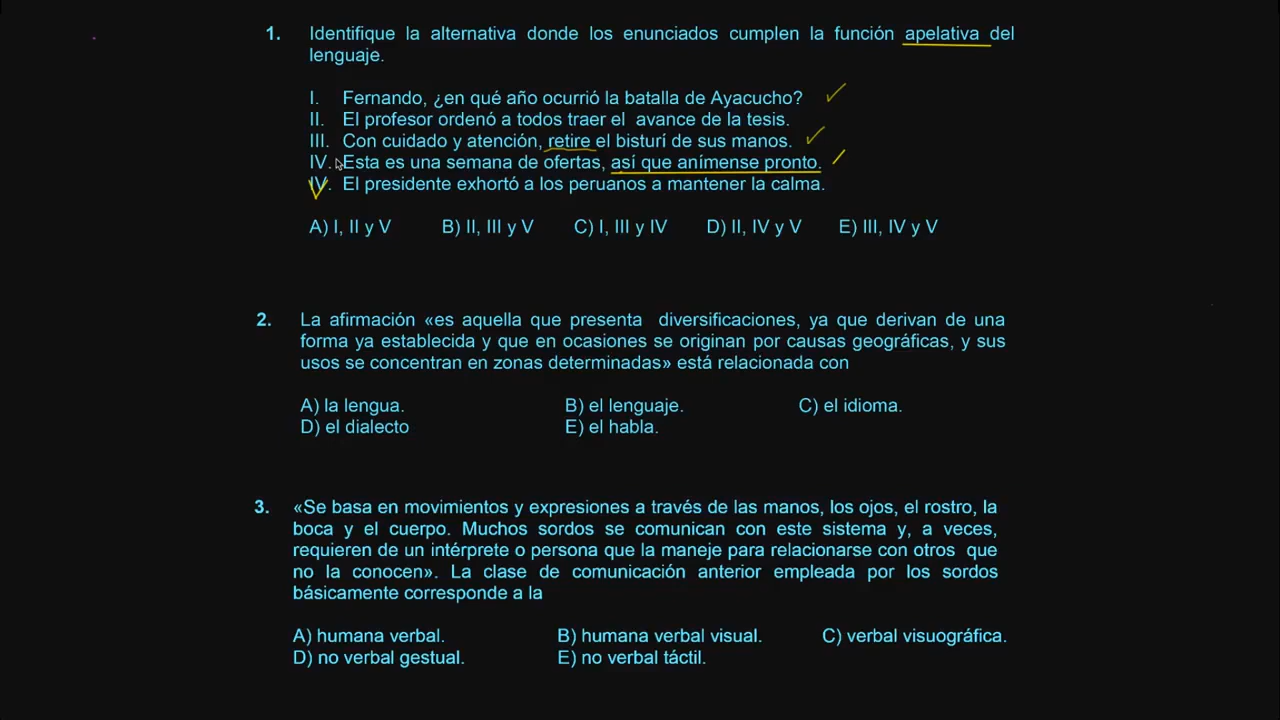 1. Identifique la alternativa donde los enunciados cumplen la función apelativa del
lenguaje.
I. Fernando, ¿en qué año ocurrió la batalla de Ayacucho?
II. El profesor ordenó a todos traer el avance de la tesis.
III. Con cuidado y atención, retire el bisturí de sus manos.
IV. Esta es una semana de ofertas, así que anímense pronto.
IV. El presidente exhortó a los peruanos a mantener la calma.
A) I, II y V B) II, III y V C) I, III y IV D) II, IV y V E) III, IV y V
2. La afirmación «es aquella que presenta diversificaciones, ya que derivan de una
forma ya establecida y que en ocasiones se originan por causas geográficas, y sus
usos se concentran en zonas determinadas» está relacionada con
A) la lengua. B) el lenguaje. C) el idioma.
D) el dialecto E) el habla.
3. «Se basa en movimientos y expresiones a través de las manos, los ojos, el rostro, la
boca y el cuerpo. Muchos sordos se comunican con este sistema y, a veces,
requieren de un intérprete o persona que la maneje para relacionarse con otros que
no la conocen». La clase de comunicación anterior empleada por los sordos
básicamente corresponde a la
A) humana verbal. B) humana verbal visual. C) verbal visuográfica.
D) no verbal gestual. E) no verbal táctil.